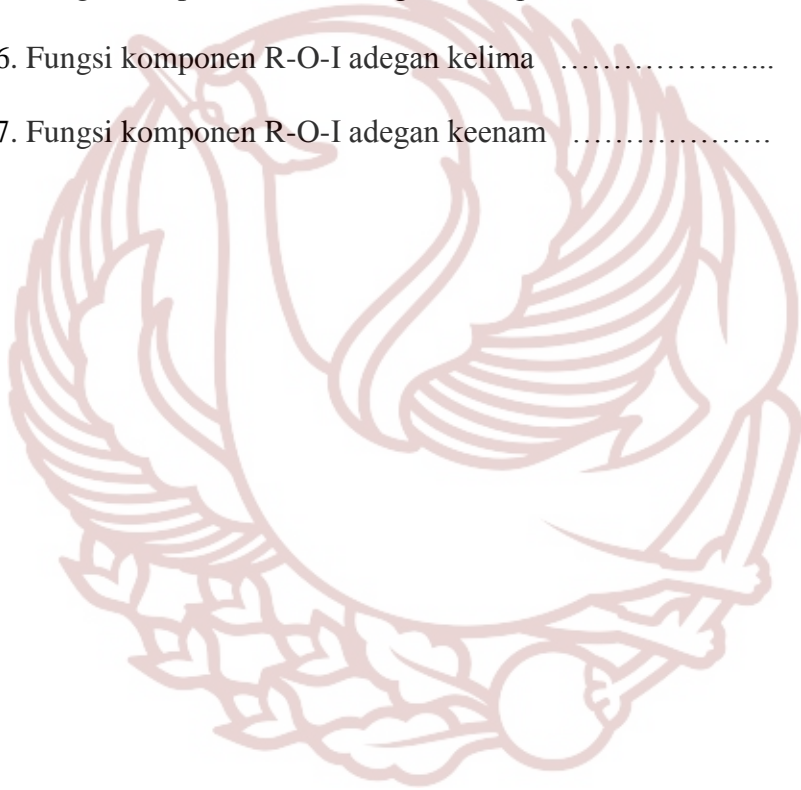 6. Fungsi komponen R-O-I adegan kelima ......................
7. Fungsi komponen R-O-I adegan keenam ...................